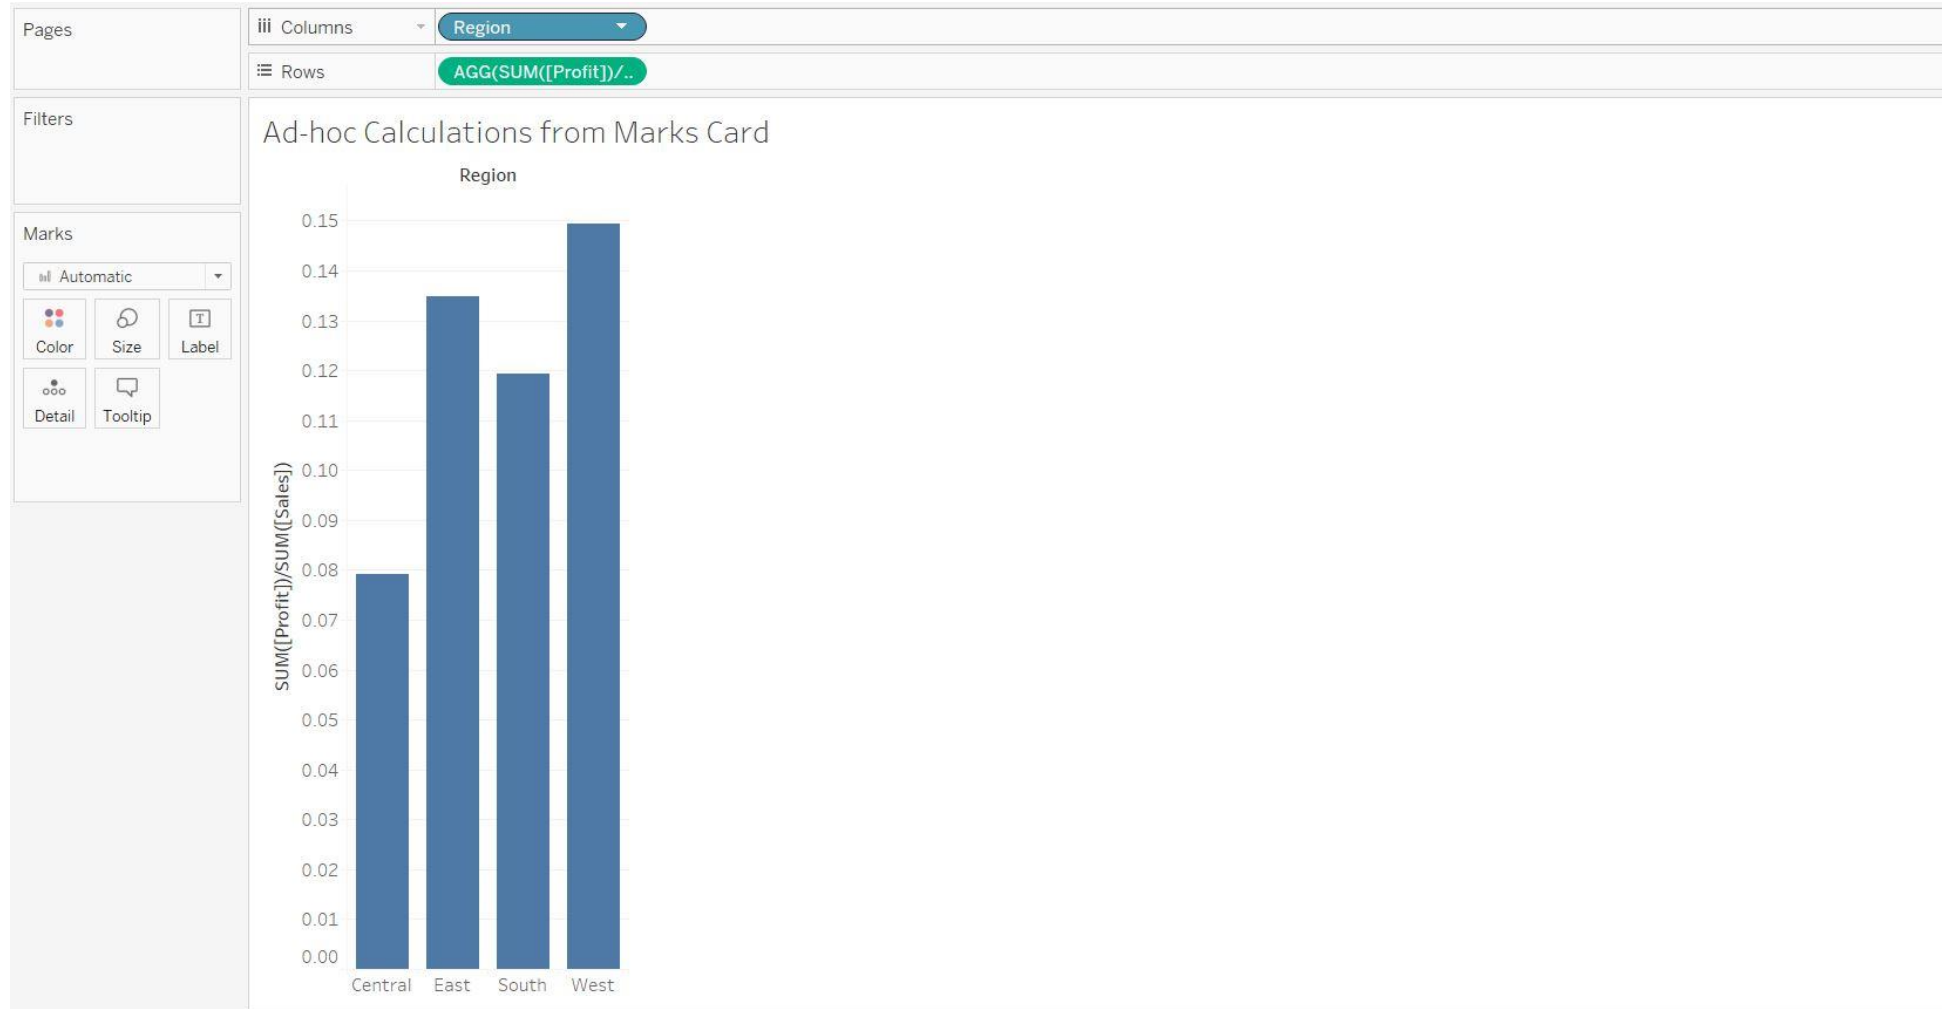 Pages
Columns
Region
Rows
AGG(SUM([Profit])/..
Filters
Marks
Automatic
Color
Size
T
Label
Detail
Tooltip
Ad-hoc Calculations from Marks Card
Region
SUM([Profit])/SUM([Sales])
0.15
0.14
0.13
0.12
0.11
0.10
0.09
0.08
0.07
0.06
0.05
0.04
0.03
0.02
0.01
0.00
Central East South West